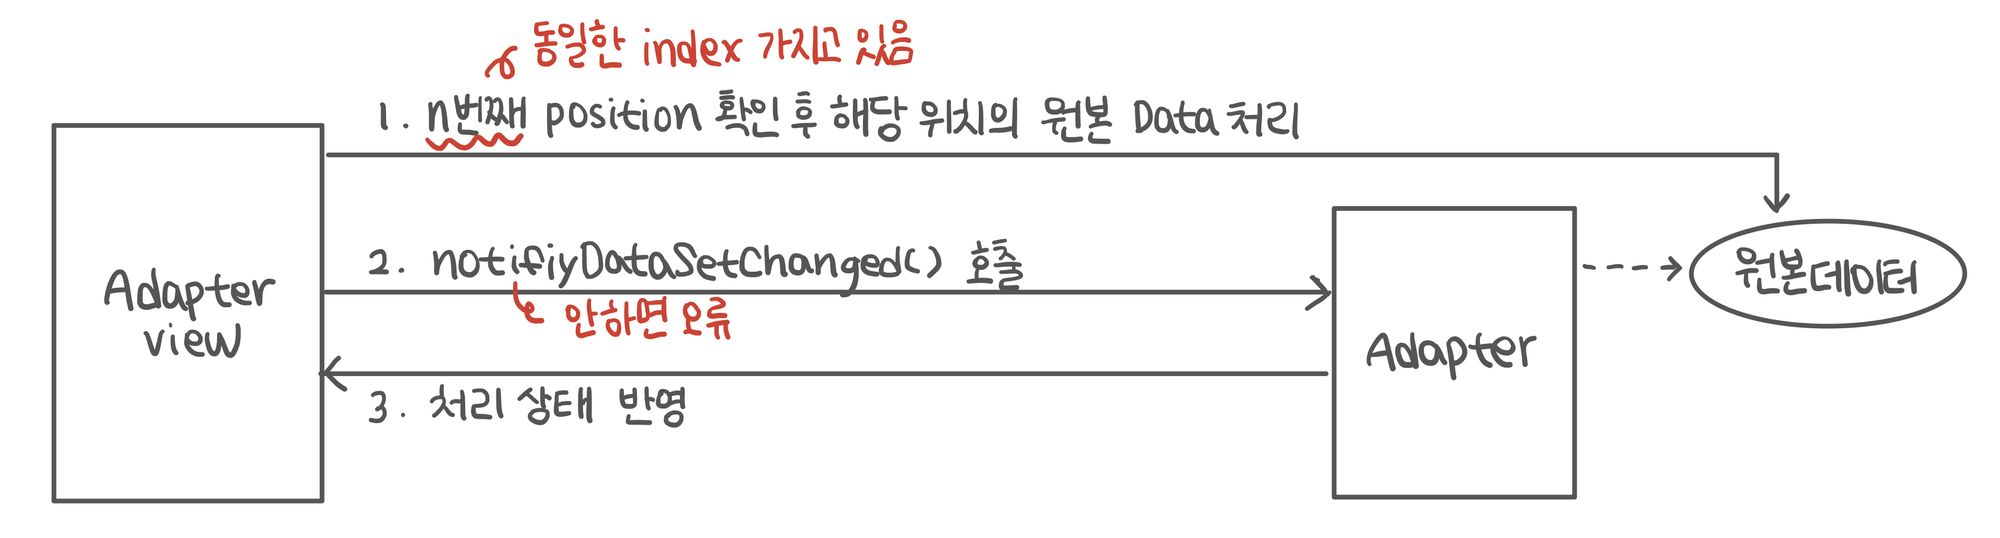 동일한 index 가지고 있음
1. n번째 position 확인 후 해당 위치의 원본 Data 처리
Adapter
view
2. notifiyDataSetChanged() 호출
안하면 오류
3. 처리 상태 반영
Adapter
원본데이터